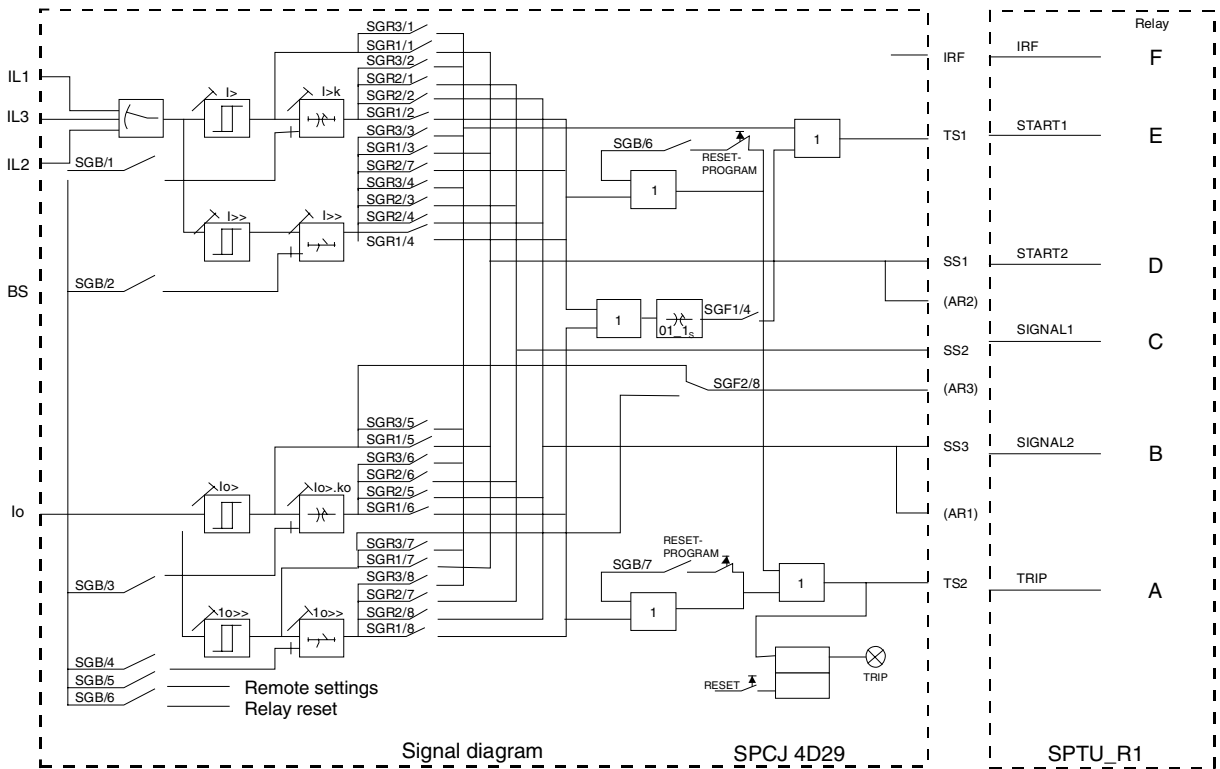 SGR3/1
SGR1/1
SGR3/2
SGR2/1
SGR2/2
SGR1/2
SGR3/3
SGR1/3
SGR2/7
SGR3/4
SGR2/3
SGR2/4
SGR1/4
IL1
IL3
IL2
BS
Io
I>
I>k
I>>
I>>
SGB/1
SGB/2
SGB/6
RESET-
PROGRAM
1
1
1
01_1s
SGF1/4
SGF2/8
IRF
TS1
SS1
(AR2)
SS2
(AR3)
SS3
(AR1)
TS2
Relay
IRF
F
START1
E
START2
D
SIGNAL1
C
SIGNAL2
B
TRIP
A
SGR3/5
SGR1/5
SGR3/6
SGR2/6
SGR2/5
SGR1/6
SGR3/7
SGR1/7
SGR3/8
SGR2/7
SGR2/8
SGR1/8
Io>
Io>.ko
1o>>
1o>>
SGB/3
SGB/4
SGB/5
SGB/6
Remote settings
Relay reset
RESET-
PROGRAM
SGB/7
1
1
RESET
TRIP
Signal diagram
SPCJ 4D29
SPTU_R1